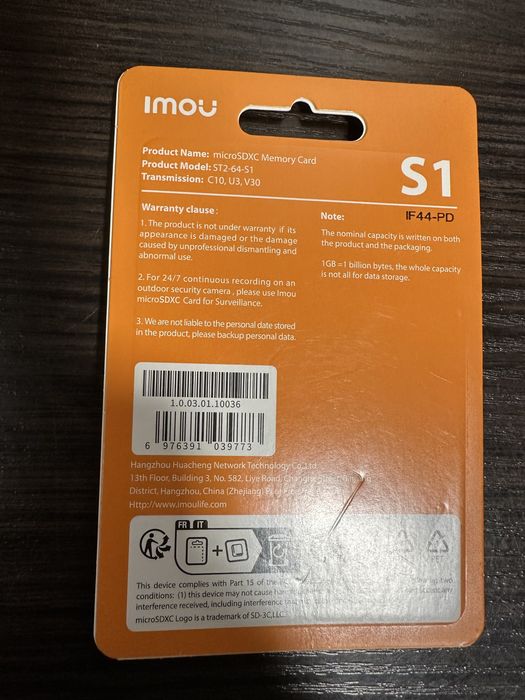 imou
Product Name: microSDXC Memory Card
Product Model: ST2-64-S1
Transmission: C10, U3, V30
S1
IF44-PD
Warranty clause :
1. The product is not under warranty if its
appearance is damaged or the damage
caused by unprofessional dismantling and
abnormal use.
2. For 24/7 continuous recording on an
outdoor security camera , please use Imou
microSDXC Card for Surveillance.
3. We are not liable to the personal date stored
in the product, please backup personal data.
Note:
The nominal capacity is written on both
the product and the packaging.
1GB =1 billion bytes, the whole capacity
is not all for data storage.
1.0.03.01.10036
6 976391 039773
Hangzhou Huacheng Network Technology Co.,Ltd
13th Floor, Building 3, No. 582, Liye Road, Changhe Street, Binjiang
District, Hangzhou, China (Zhejiang)
Http://www.imoulife.com
FR IT
PET
This device complies with Part 15 of the
conditions: (1) this device may not cause
interference received, including interference
microSDXC Logo is a trademark of SD-3C,LLC.